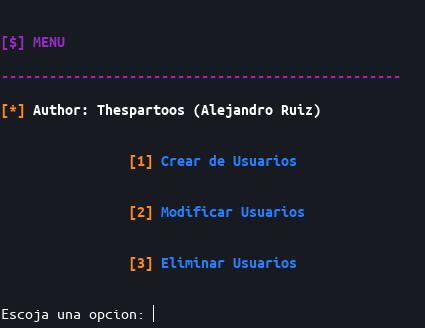 [$] MENU
--------------------------------------------------
[*] Author: Thespartoos (Alejandro Ruiz)
[1] Crear de Usuarios
[2] Modificar Usuarios
[3] Eliminar Usuarios
Escoja una opcion: